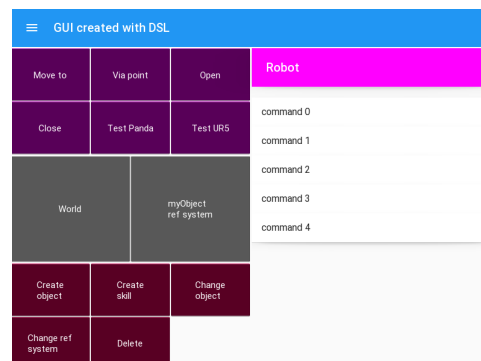 GUI created with DSL
Move to
Via point
Open
Close
Test Panda
Test UR5
World
myObject
ref system
Create
object
Create
skill
Change
object
Change ref
system
Delete
Robot
command 0
command 1
command 2
command 3
command 4